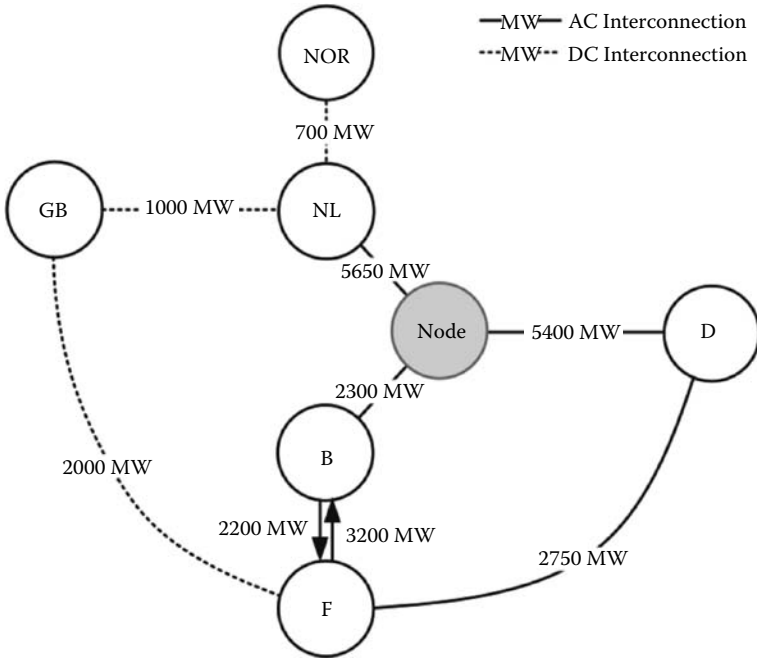 MW AC Interconnection
NOR
MW DC Interconnection
700 MW
GB
1000 MW
NL
5650 MW
Node
5400 MW
D
2300 MW
B
2000 MW
2200 MW
3200 MW
2750 MW
F